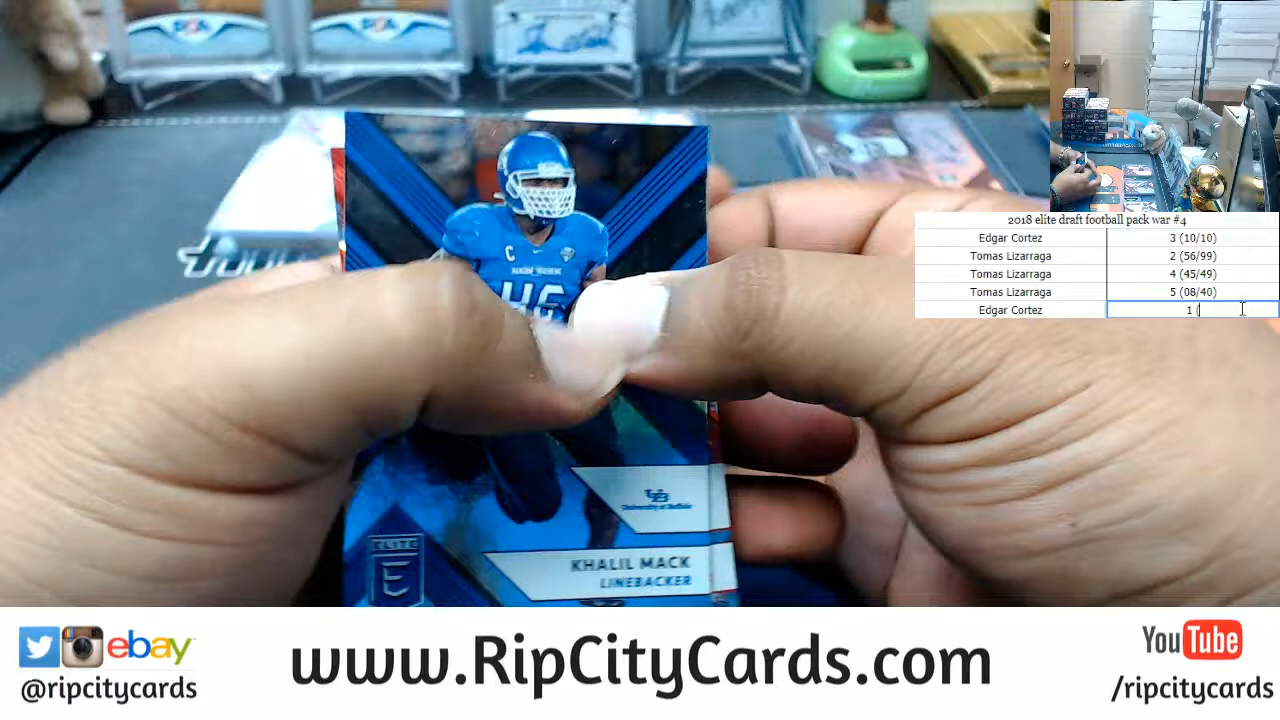 2018 elite draft football pack war #4
Edgar Cortez 3 (10/10)
Tomas Lizarraga 2 (56/99)
Tomas Lizarraga 4 (45/49)
Tomas Lizarraga 5 (08/40)
Edgar Cortez 1 (
C
46
UB
University at Buffalo
ELITE
E
KHALIL MACK
LINEBACKER
ebay
@ripcitycards
www.RipCityCards.com
YouTube
/ripcitycards